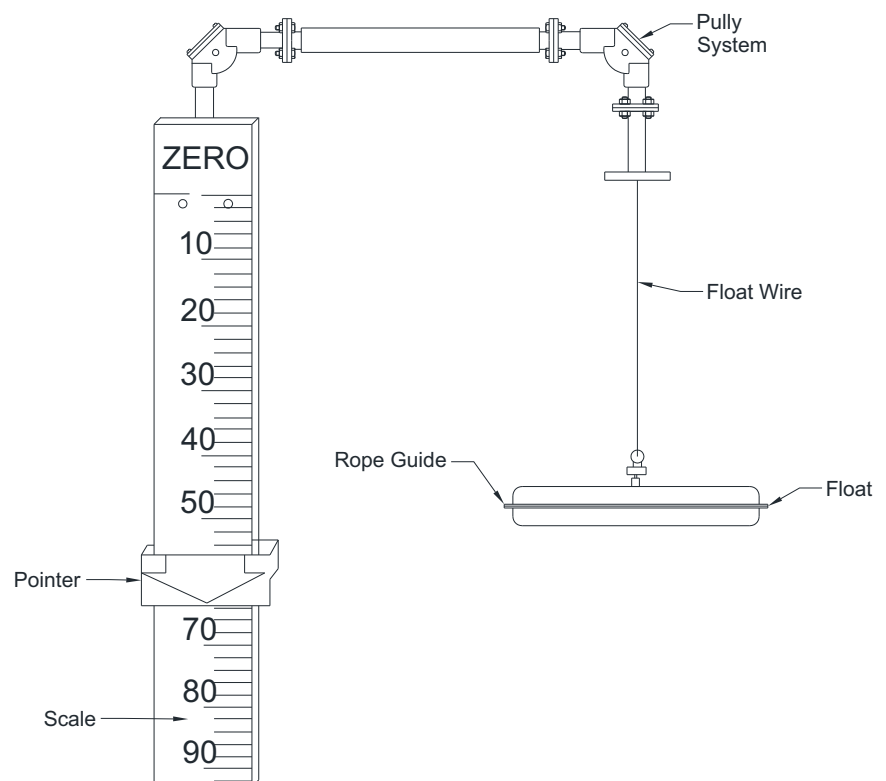 Pully
System
ZERO
10
20
Float Wire
30
40
Rope Guide
Float
50
Pointer
70
80
Scale
90